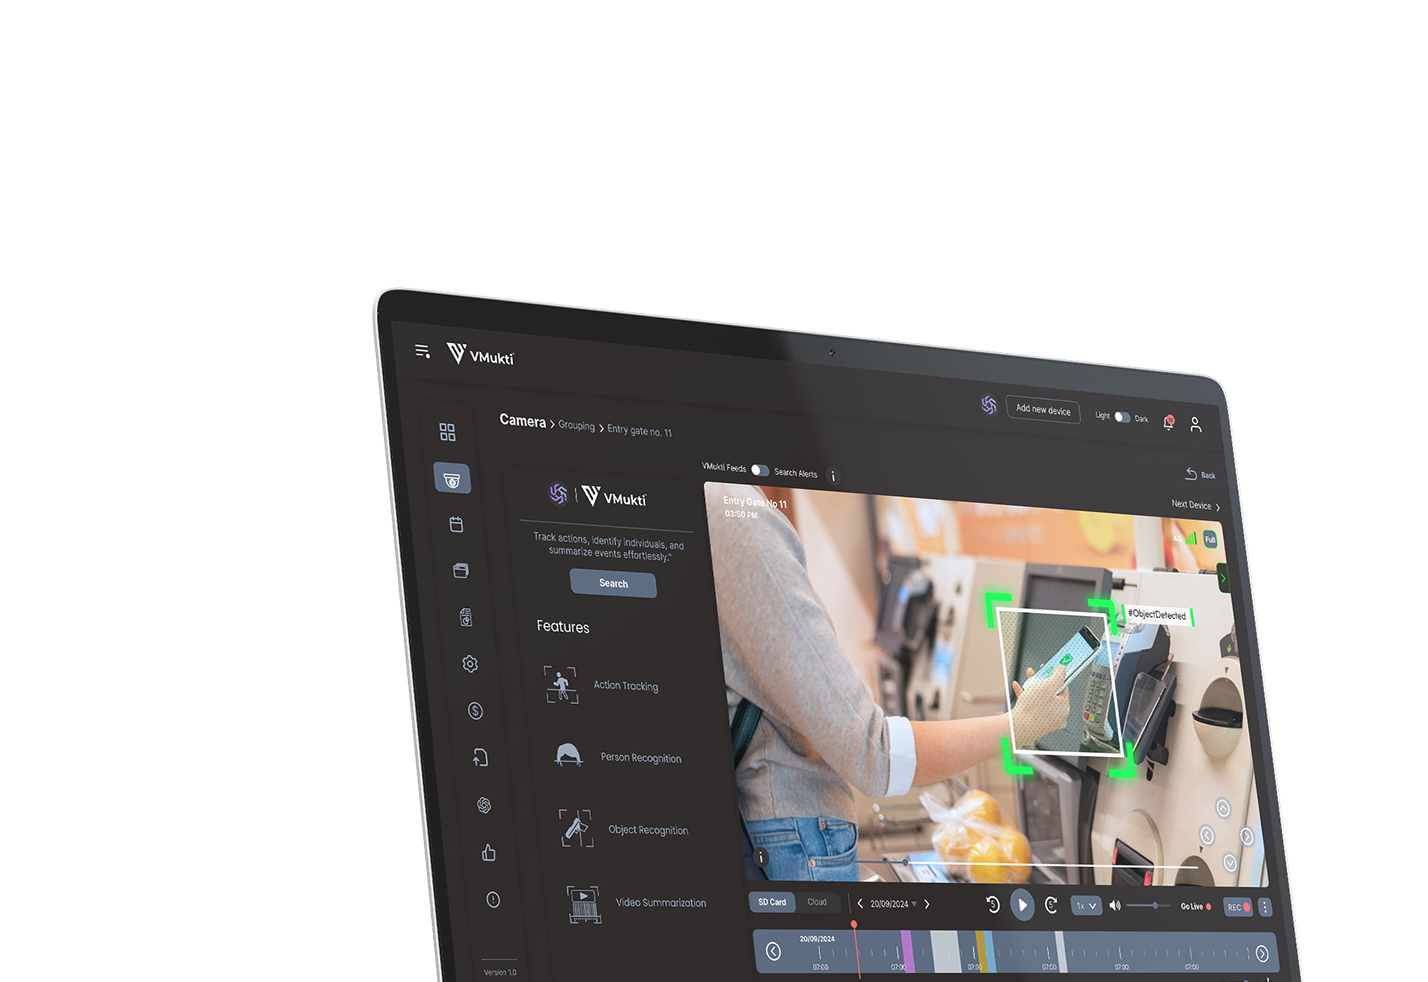 VMukti
Add new device
Light
Dark
Camera > Grouping > Entry gate no. 11
VMukti Feeds
Search Alerts
i
Back
Next Device >
VMukti
Track actions, identify individuals, and
summarize events effortlessly."
Search
Features
Action Tracking
Person Recognition
Object Recognition
Video Summarization
Version 1.0
Entry Gate No 11
03:50 PM
4G
Full
#ObjectDetected
i
SD Card
Cloud
20/09/2024
5
5
1x
Go Live
REC
20/09/2024
07:00
07:00
07:00
07:00
07:00
07:00